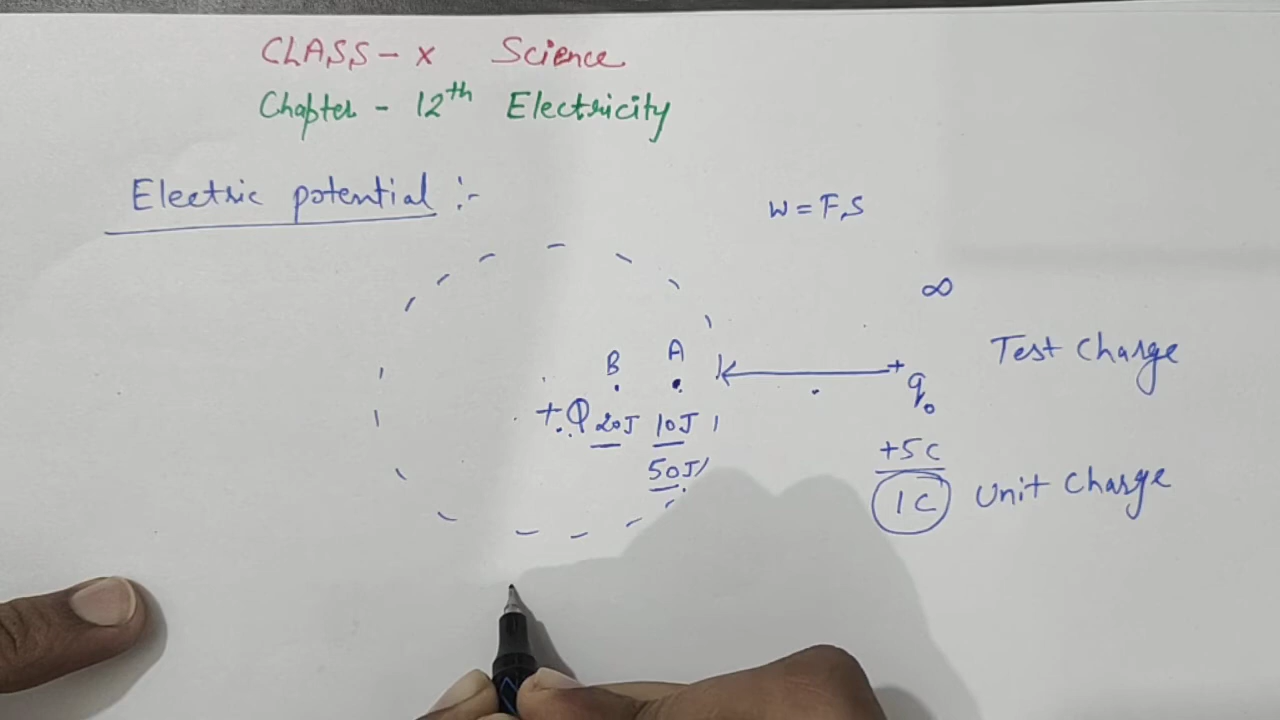 CLASS - X Science
Chapter - 12th Electricity
Electric potential :-
W = F.S
∞
B A
Test Charge
+ q₀
+Q 20J 10J
+5C
50J
1C Unit Charge